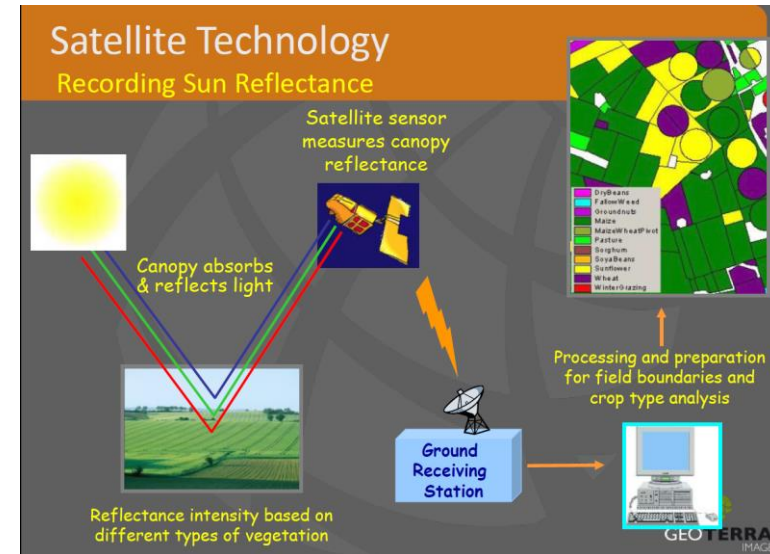 Satellite Technology
Recording Sun Reflectance
Satellite sensor
measures canopy
reflectance
Canopy absorbs
& reflects light
Reflectance intensity based on
different types of vegetation
Ground
Receiving
Station
Processing and preparation
for field boundaries and
crop type analysis
DryBeans
FallowWeed
Groundnuts
Maize
MaizeWheatPivot
Pasture
Sorghum
SoyaBeans
Sunflower
Wheat
WinterGrazing
GEOTERRA
IMAGE